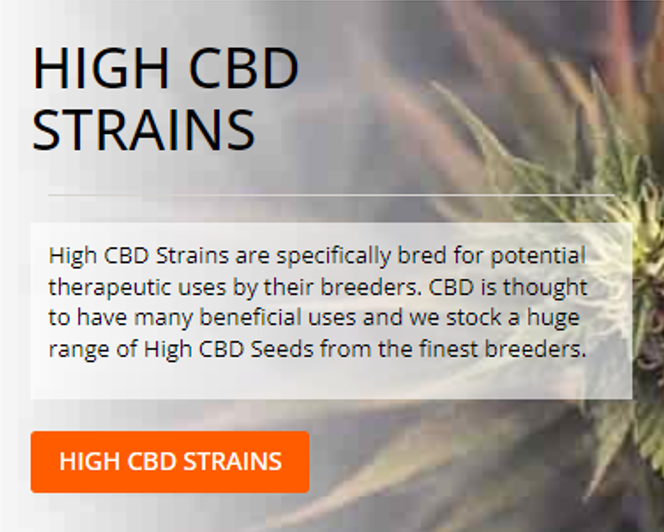 HIGH CBD
STRAINS
High CBD Strains are specifically bred for potential
therapeutic uses by their breeders. CBD is thought
to have many beneficial uses and we stock a huge
range of High CBD Seeds from the finest breeders.
HIGH CBD STRAINS